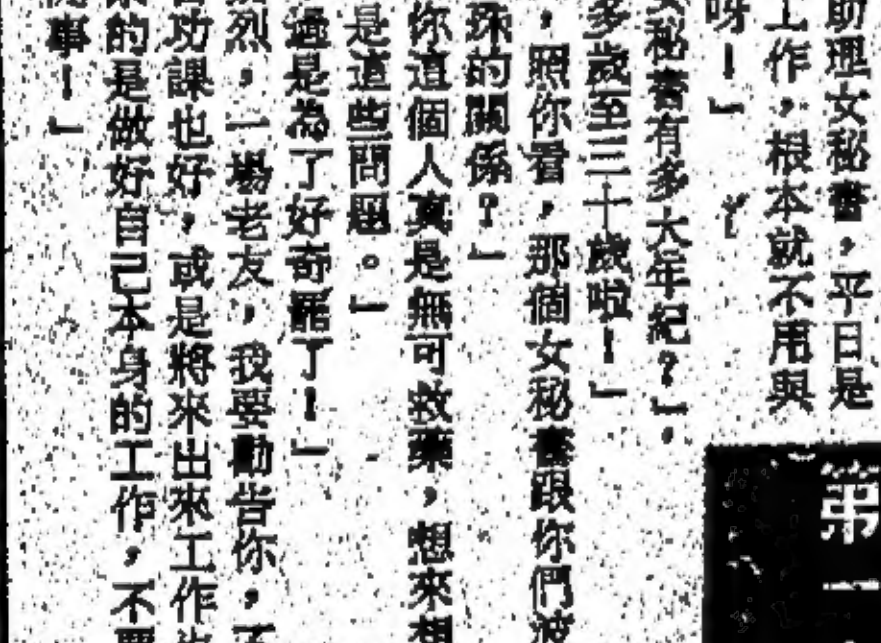 助理女秘書，平日是
工作，根本就不用與
呀！」
女秘書有多大年紀？」，
多歲至三十歲啦！」
，照你看，那個女秘書跟你們波
珠的關係？」
你這個人真是無可救藥，想來想
是這些問題。」
過是為了好奇罷了！」
烈，一場老友，我要勸告你，不
功課也好，或是將來出來工作
的是做好自己本身的工作，不要
事！」
第一